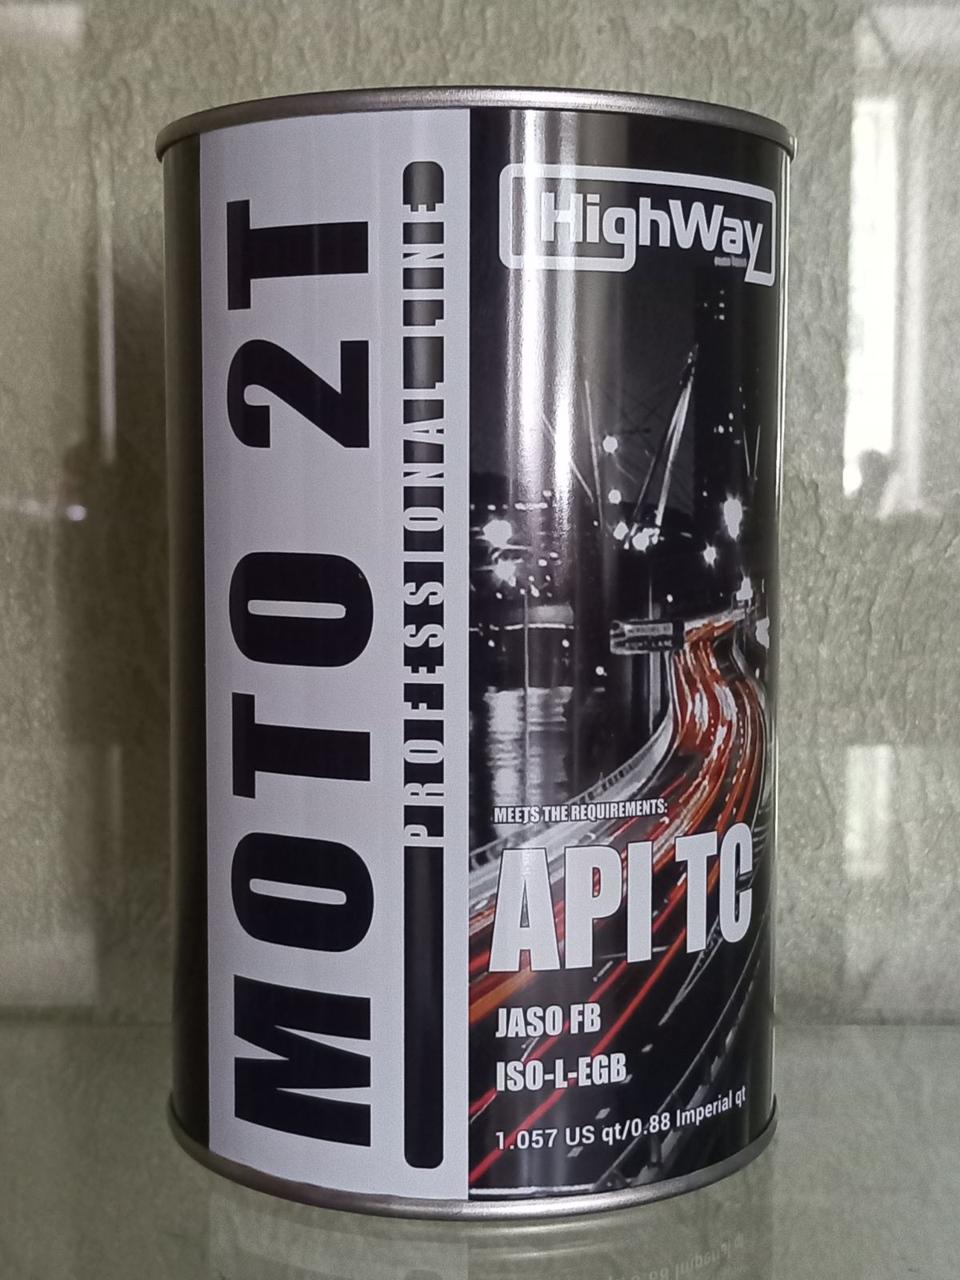 MOTO 2T
PROFESSIONAL LINE
HighWay
MEETS THE REQUIREMENTS:
API TC
JASO FB
ISO-L-EGB
1.057 US qt/0.88 Imperial qt